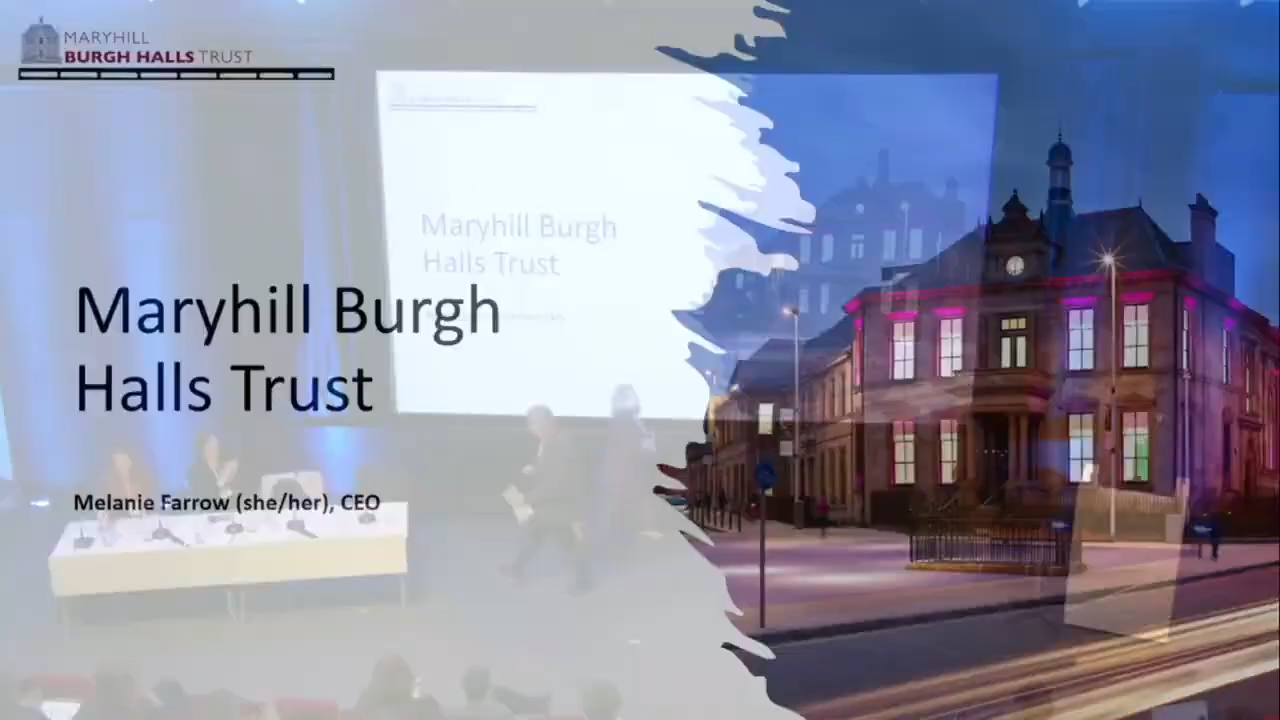 MARYHILL
BURGH HALLS TRUST
Maryhill Burgh
Halls Trust
Maryhill Burgh
Halls Trust
Melanie Farrow (she/her), CEO